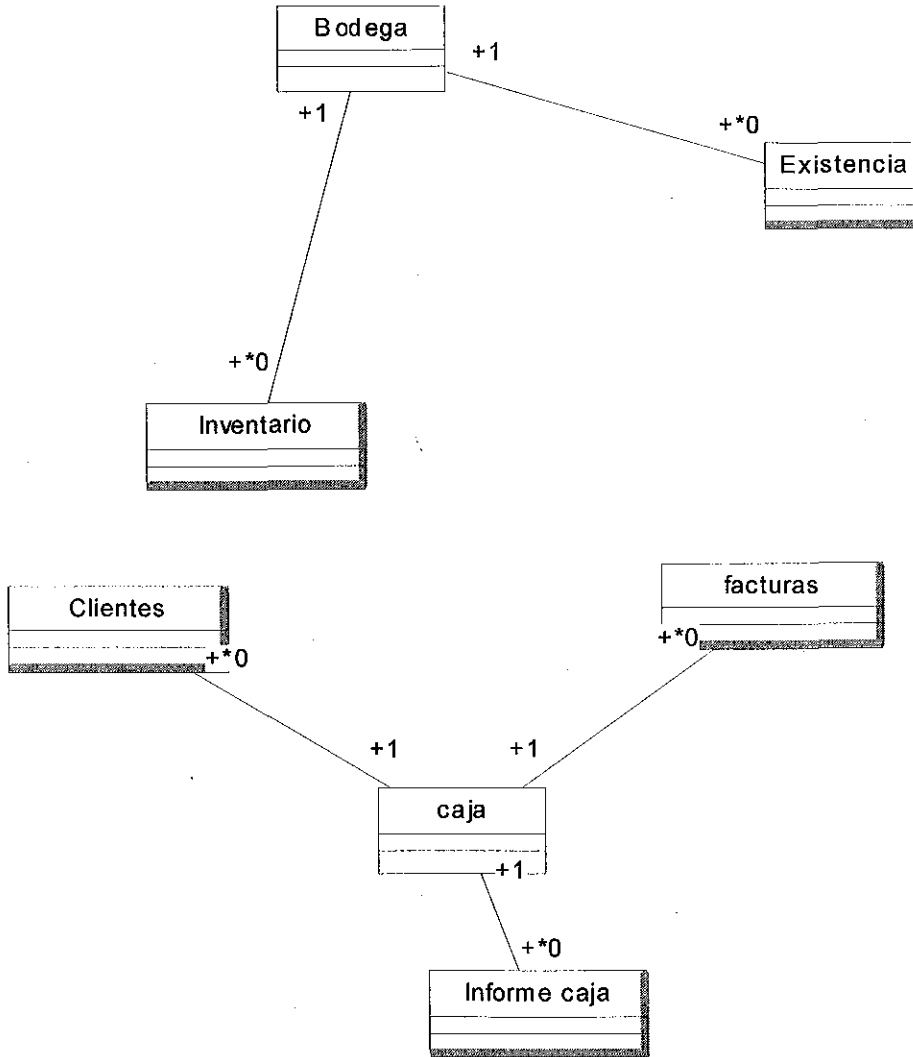 Bodega
+1
+1
+*0
Existencia
+*0
Inventario
Clientes
+*0
facturas
+*0
+1
+1
caja
+1
+*0
Informe caja